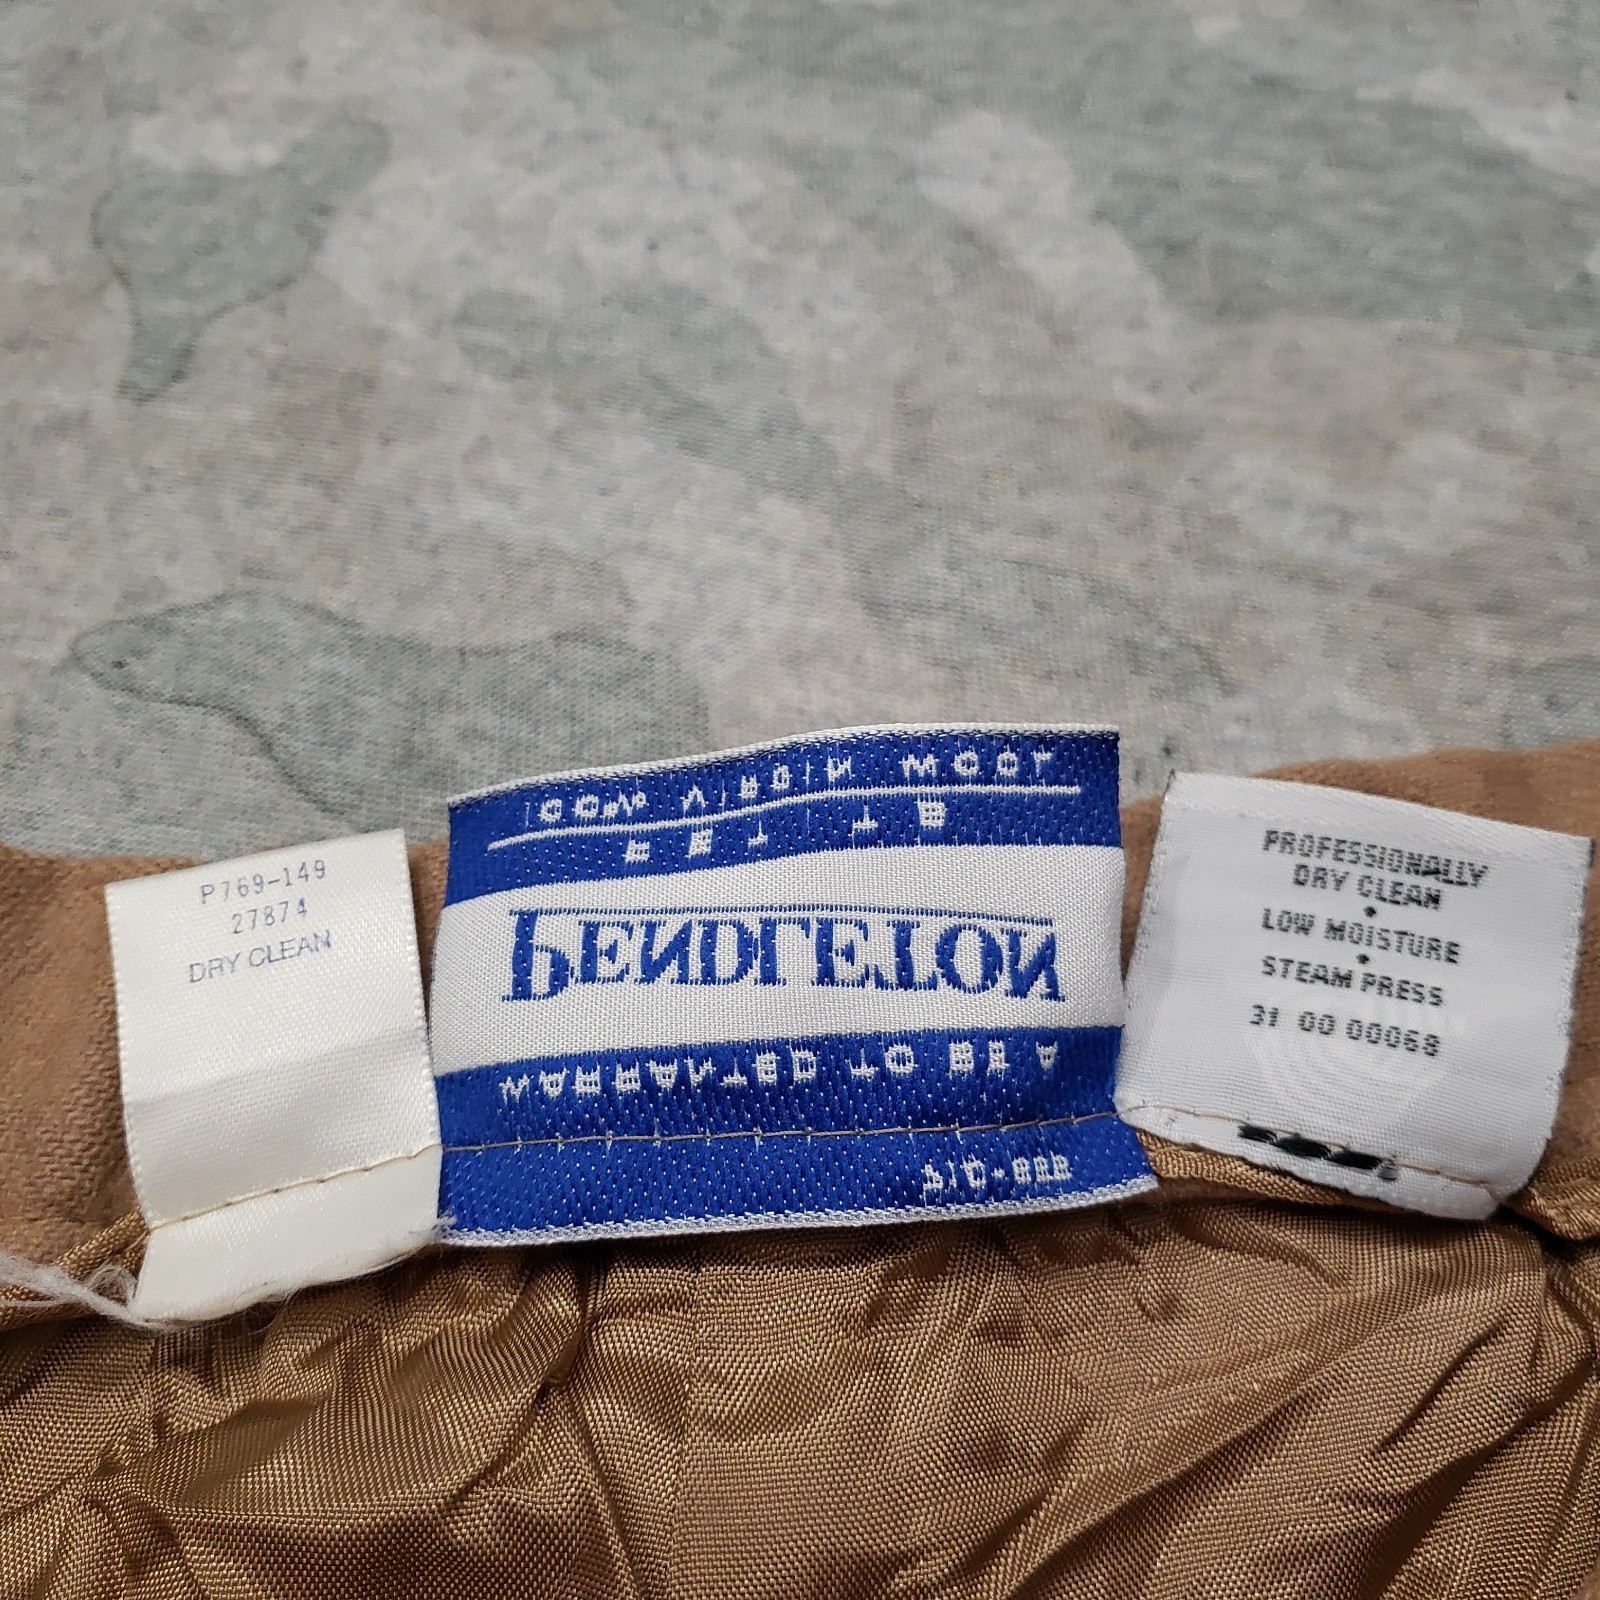 P769-149
27874
DRY CLEAN
WARRANTED TO BE A
PENDLETON
PETITE
100% VIRGIN WOOL
PROFESSIONALLY
DRY CLEAN
•
LOW MOISTURE
•
STEAM PRESS
31 00 00068